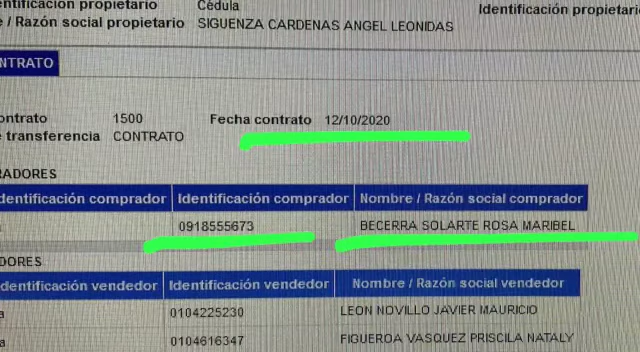 entificación propietario Cédula Identificación propietari
e / Razón social propietario SIGUENZA CARDENAS ANGEL LEONIDAS
NTRATO
ontrato 1500 Fecha contrato 12/10/2020
e transferencia CONTRATO
RADORES
dentificación comprador Identificación comprador Nombre / Razón social comprador
a 0918555673 BECERRA SOLARTE ROSA MARIBEL
DORES
dentificación vendedor Identificación vendedor Nombre / Razón social vendedor
a 0104225230 LEON NOVILLO JAVIER MAURICIO
a 0104616347 FIGUEROA VASQUEZ PRISCILA NATALY